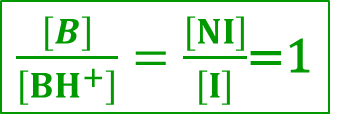 [B]/[BH⁺] = [NI]/[I] =1